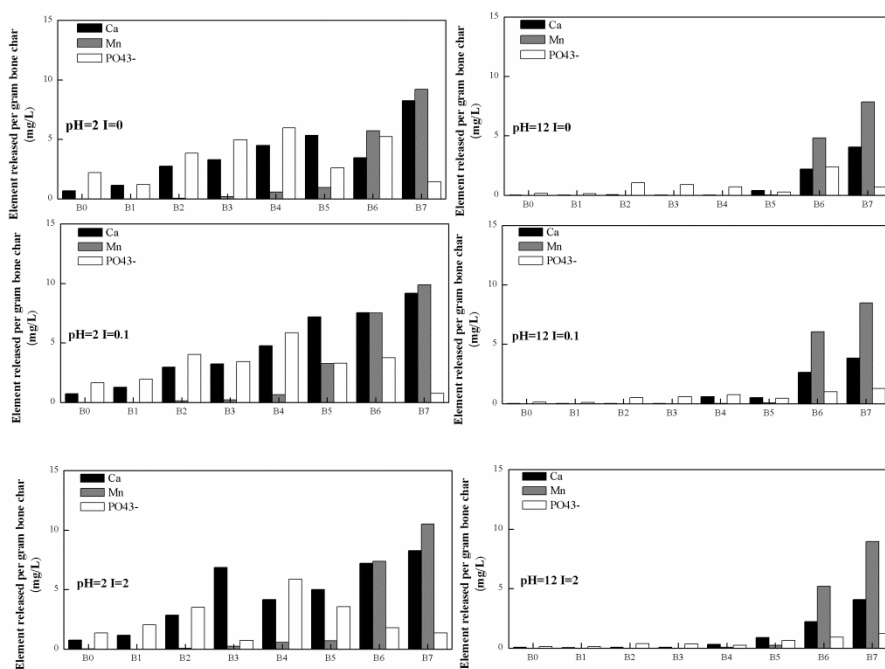 Element released per gram bone char
(mg/L)
15
10
5
0
Ca
Mn
PO43-
pH=2 I=0
B0 B1 B2 B3 B4 B5 B6 B7
Element released per gram bone char
(mg/L)
15
10
5
0
Ca
Mn
PO43-
pH=12 I=0
B0 B1 B2 B3 B4 B5 B6 B7
Element released per gram bone char
(mg/L)
15
10
5
0
Ca
Mn
PO43-
pH=2 I=0.1
B0 B1 B2 B3 B4 B5 B6 B7
Element released per gram bone char
(mg/L)
15
10
5
0
Ca
Mn
PO43-
pH=12 I=0.1
B0 B1 B2 B3 B4 B5 B6 B7
Element released per gram bone char
(mg/L)
15
10
5
0
Ca
Mn
PO43-
pH=2 I=2
B0 B1 B2 B3 B4 B5 B6 B7
Element released per gram bone char
(mg/L)
15
10
5
0
Ca
Mn
PO43-
pH=12 I=2
B0 B1 B2 B3 B4 B5 B6 B7